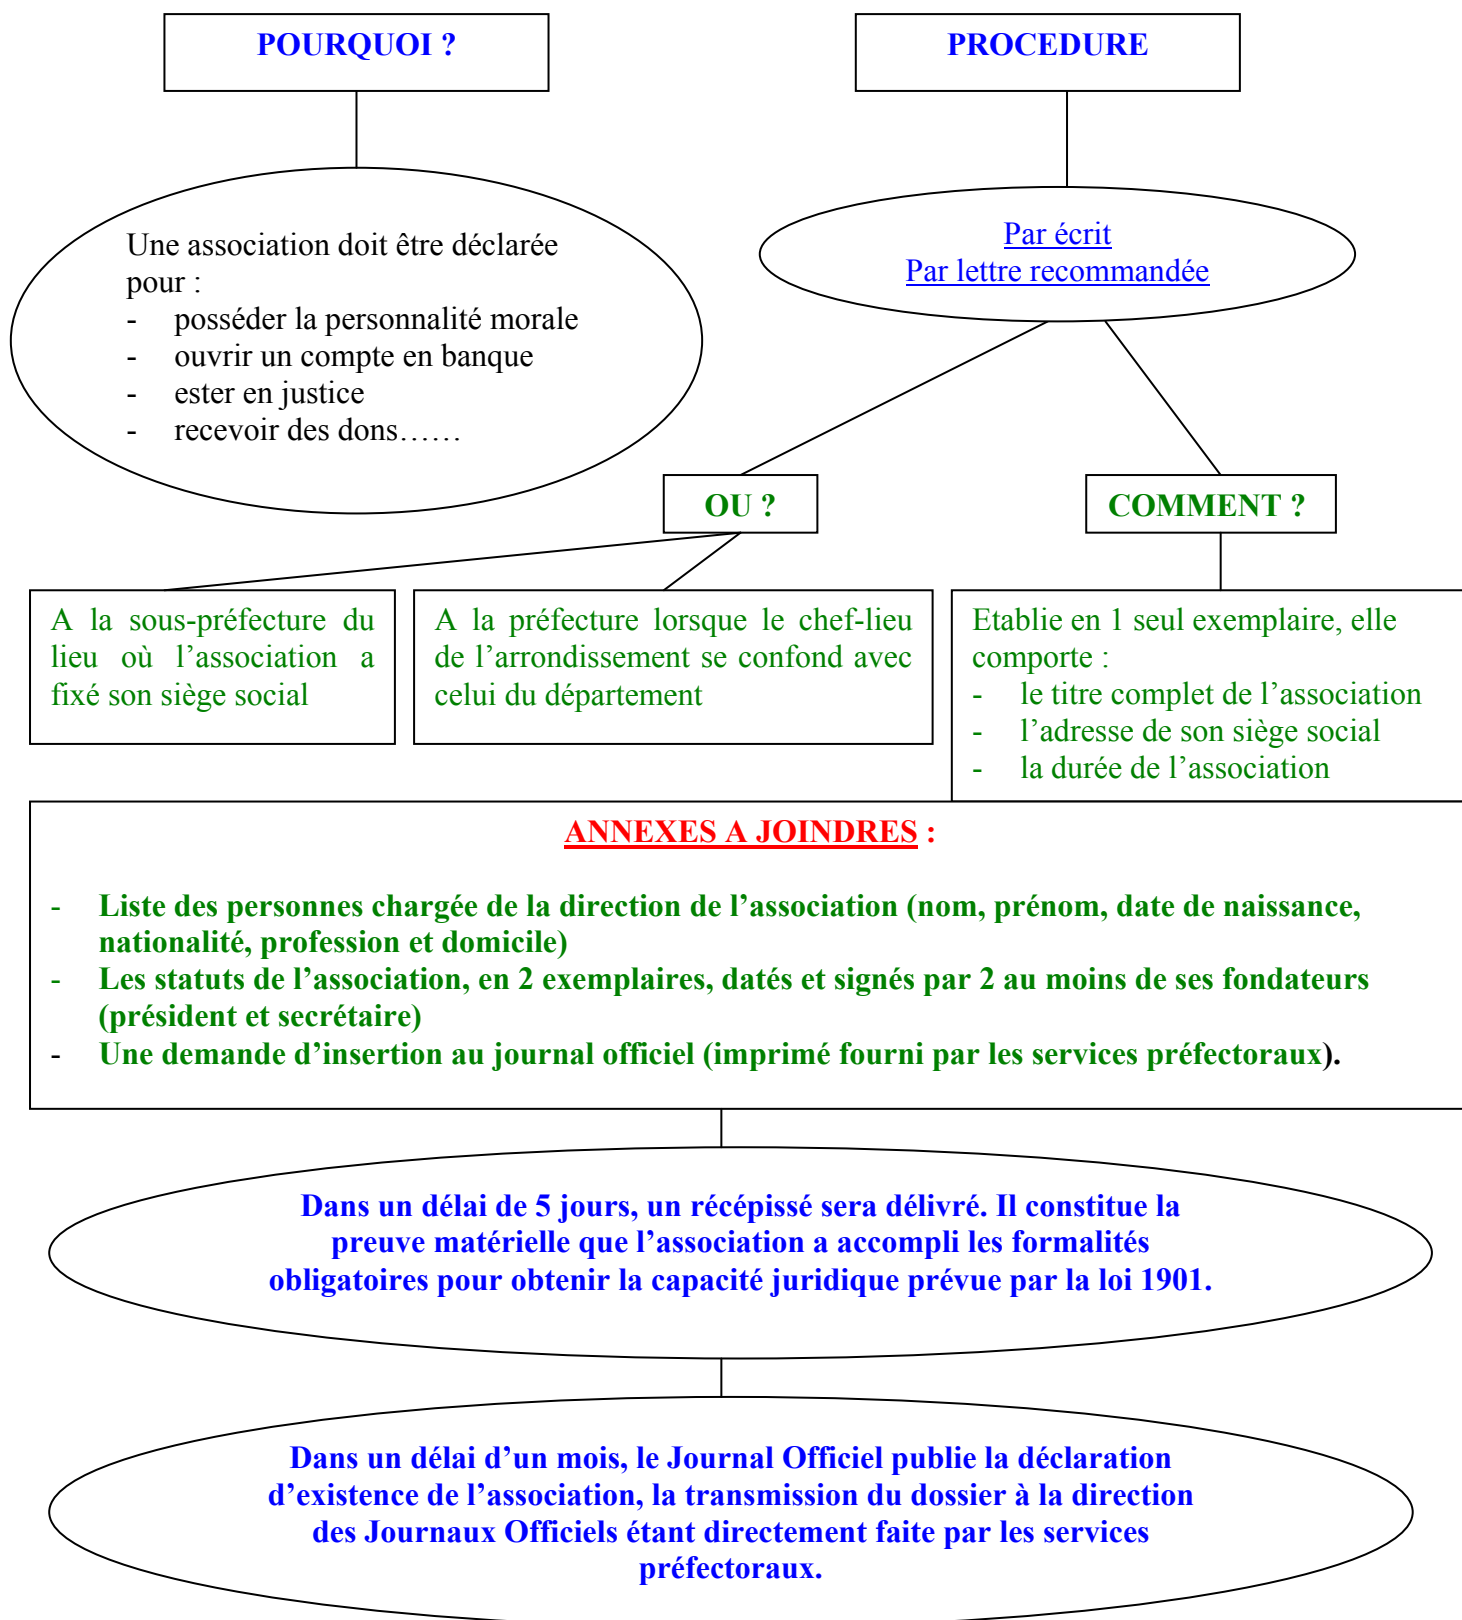 POURQUOI ?
PROCEDURE
Une association doit être déclarée
pour :
- posséder la personnalité morale
- ouvrir un compte en banque
- ester en justice
- recevoir des dons……
Par écrit
Par lettre recommandée
OU ?
COMMENT ?
A la sous-préfecture du
lieu où l’association a
fixé son siège social
A la préfecture lorsque le chef-lieu
de l’arrondissement se confond avec
celui du département
Etablie en 1 seul exemplaire, elle
comporte :
- le titre complet de l’association
- l’adresse de son siège social
- la durée de l’association
ANNEXES A JOINDRES :
- Liste des personnes chargée de la direction de l’association (nom, prénom, date de naissance,
nationalité, profession et domicile)
- Les statuts de l’association, en 2 exemplaires, datés et signés par 2 au moins de ses fondateurs
(président et secrétaire)
- Une demande d’insertion au journal officiel (imprimé fourni par les services préfectoraux).
Dans un délai de 5 jours, un récépissé sera délivré. Il constitue la
preuve matérielle que l’association a accompli les formalités
obligatoires pour obtenir la capacité juridique prévue par la loi 1901.
Dans un délai d’un mois, le Journal Officiel publie la déclaration
d’existence de l’association, la transmission du dossier à la direction
des Journaux Officiels étant directement faite par les services
préfectoraux.